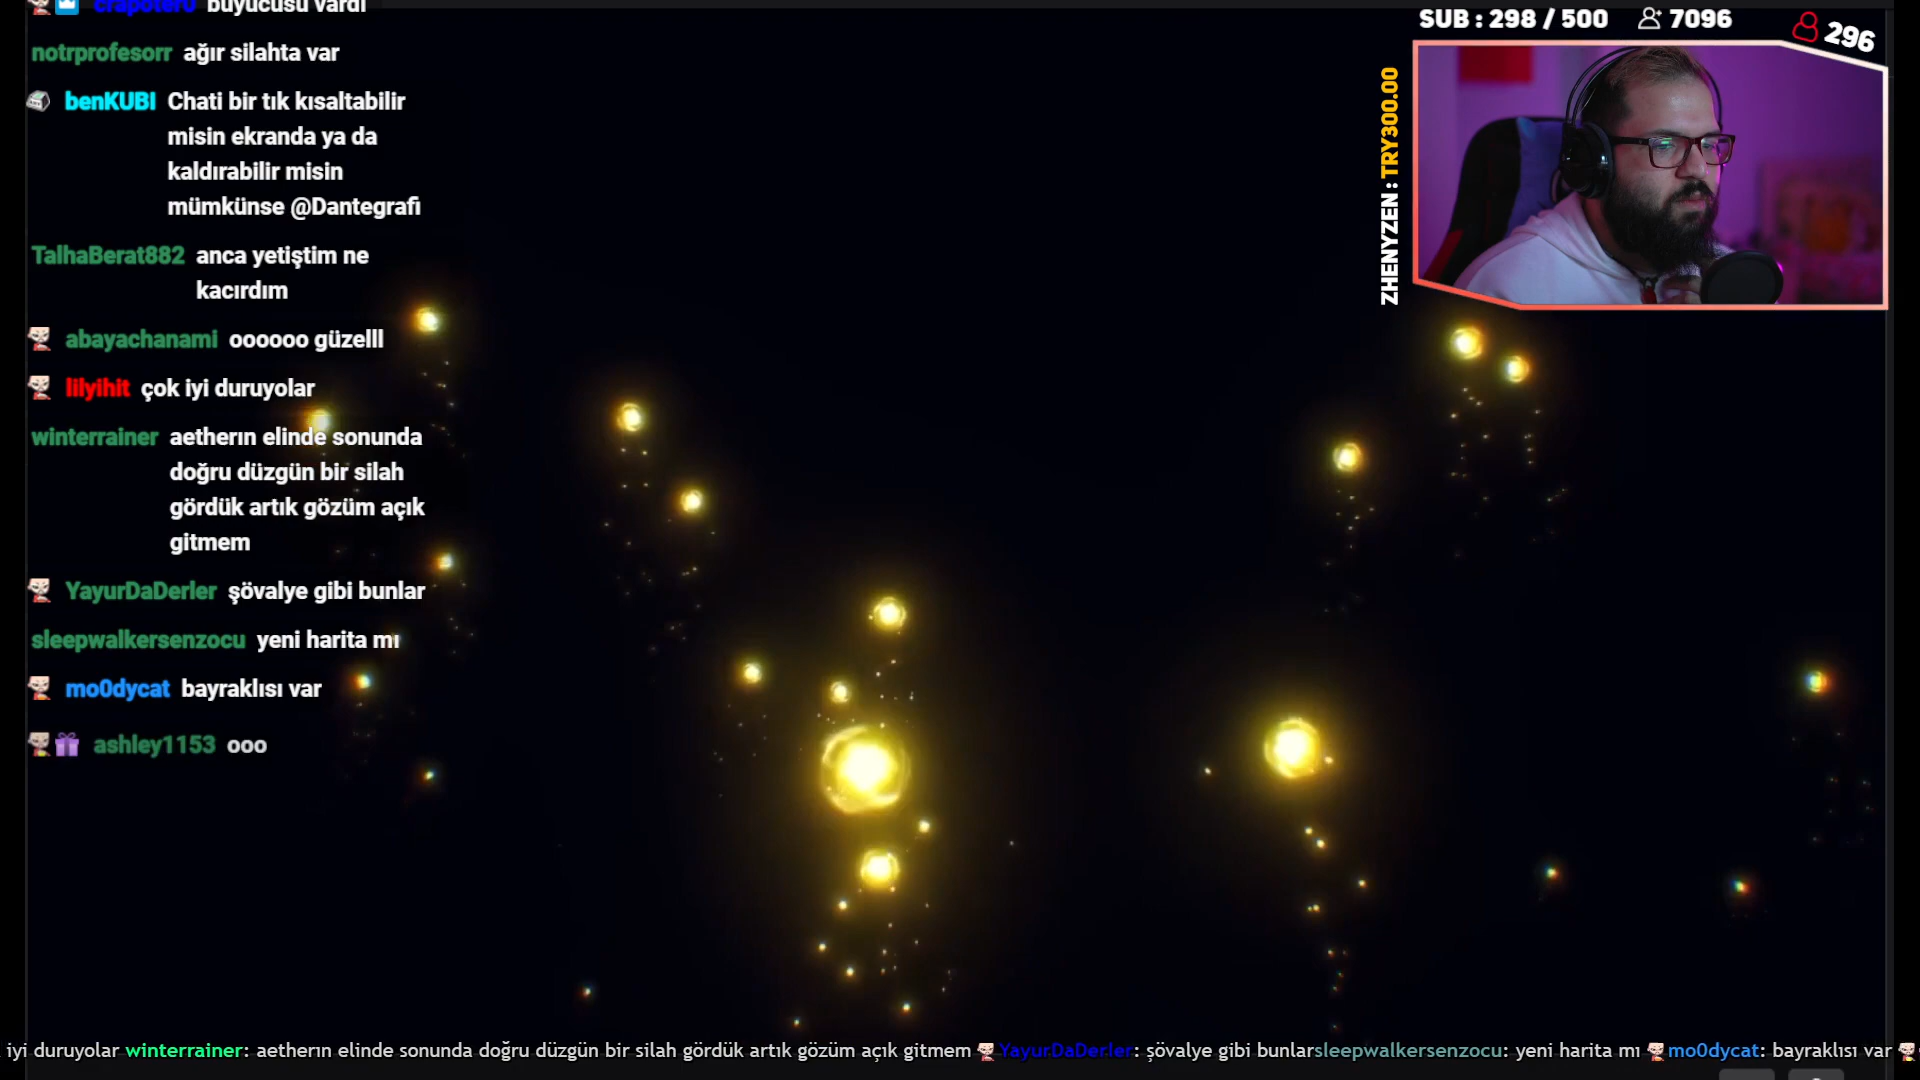 crapoter0 büyücüsü vardı
notrprofesorr ağır silahta var
benKUBI Chati bir tık kısaltabilir
misin ekranda ya da
kaldırabilir misin
mümkünse @Dantegrafi
TalhaBerat882 anca yetiştim ne
kacırdım
abayachanami oooooo güzelll
lilyihit çok iyi duruyolar
winterrainer aetherın elinde sonunda
doğru düzgün bir silah
gördük artık gözüm açık
gitmem
YayurDaDerler şövalye gibi bunlar
sleepwalkersenzocu yeni harita mı
mo0dycat bayraklısı var
ashley1153 ooo
SUB : 298 / 500 7096 296
ZHENYZEN : TRY300.00
iyi duruyolar winterrainer: aetherın elinde sonunda doğru düzgün bir silah gördük artık gözüm açık gitmem YayurDaDerler: şövalye gibi bunlarsleepwalkersenzocu: yeni harita mı mo0dycat: bayraklısı var